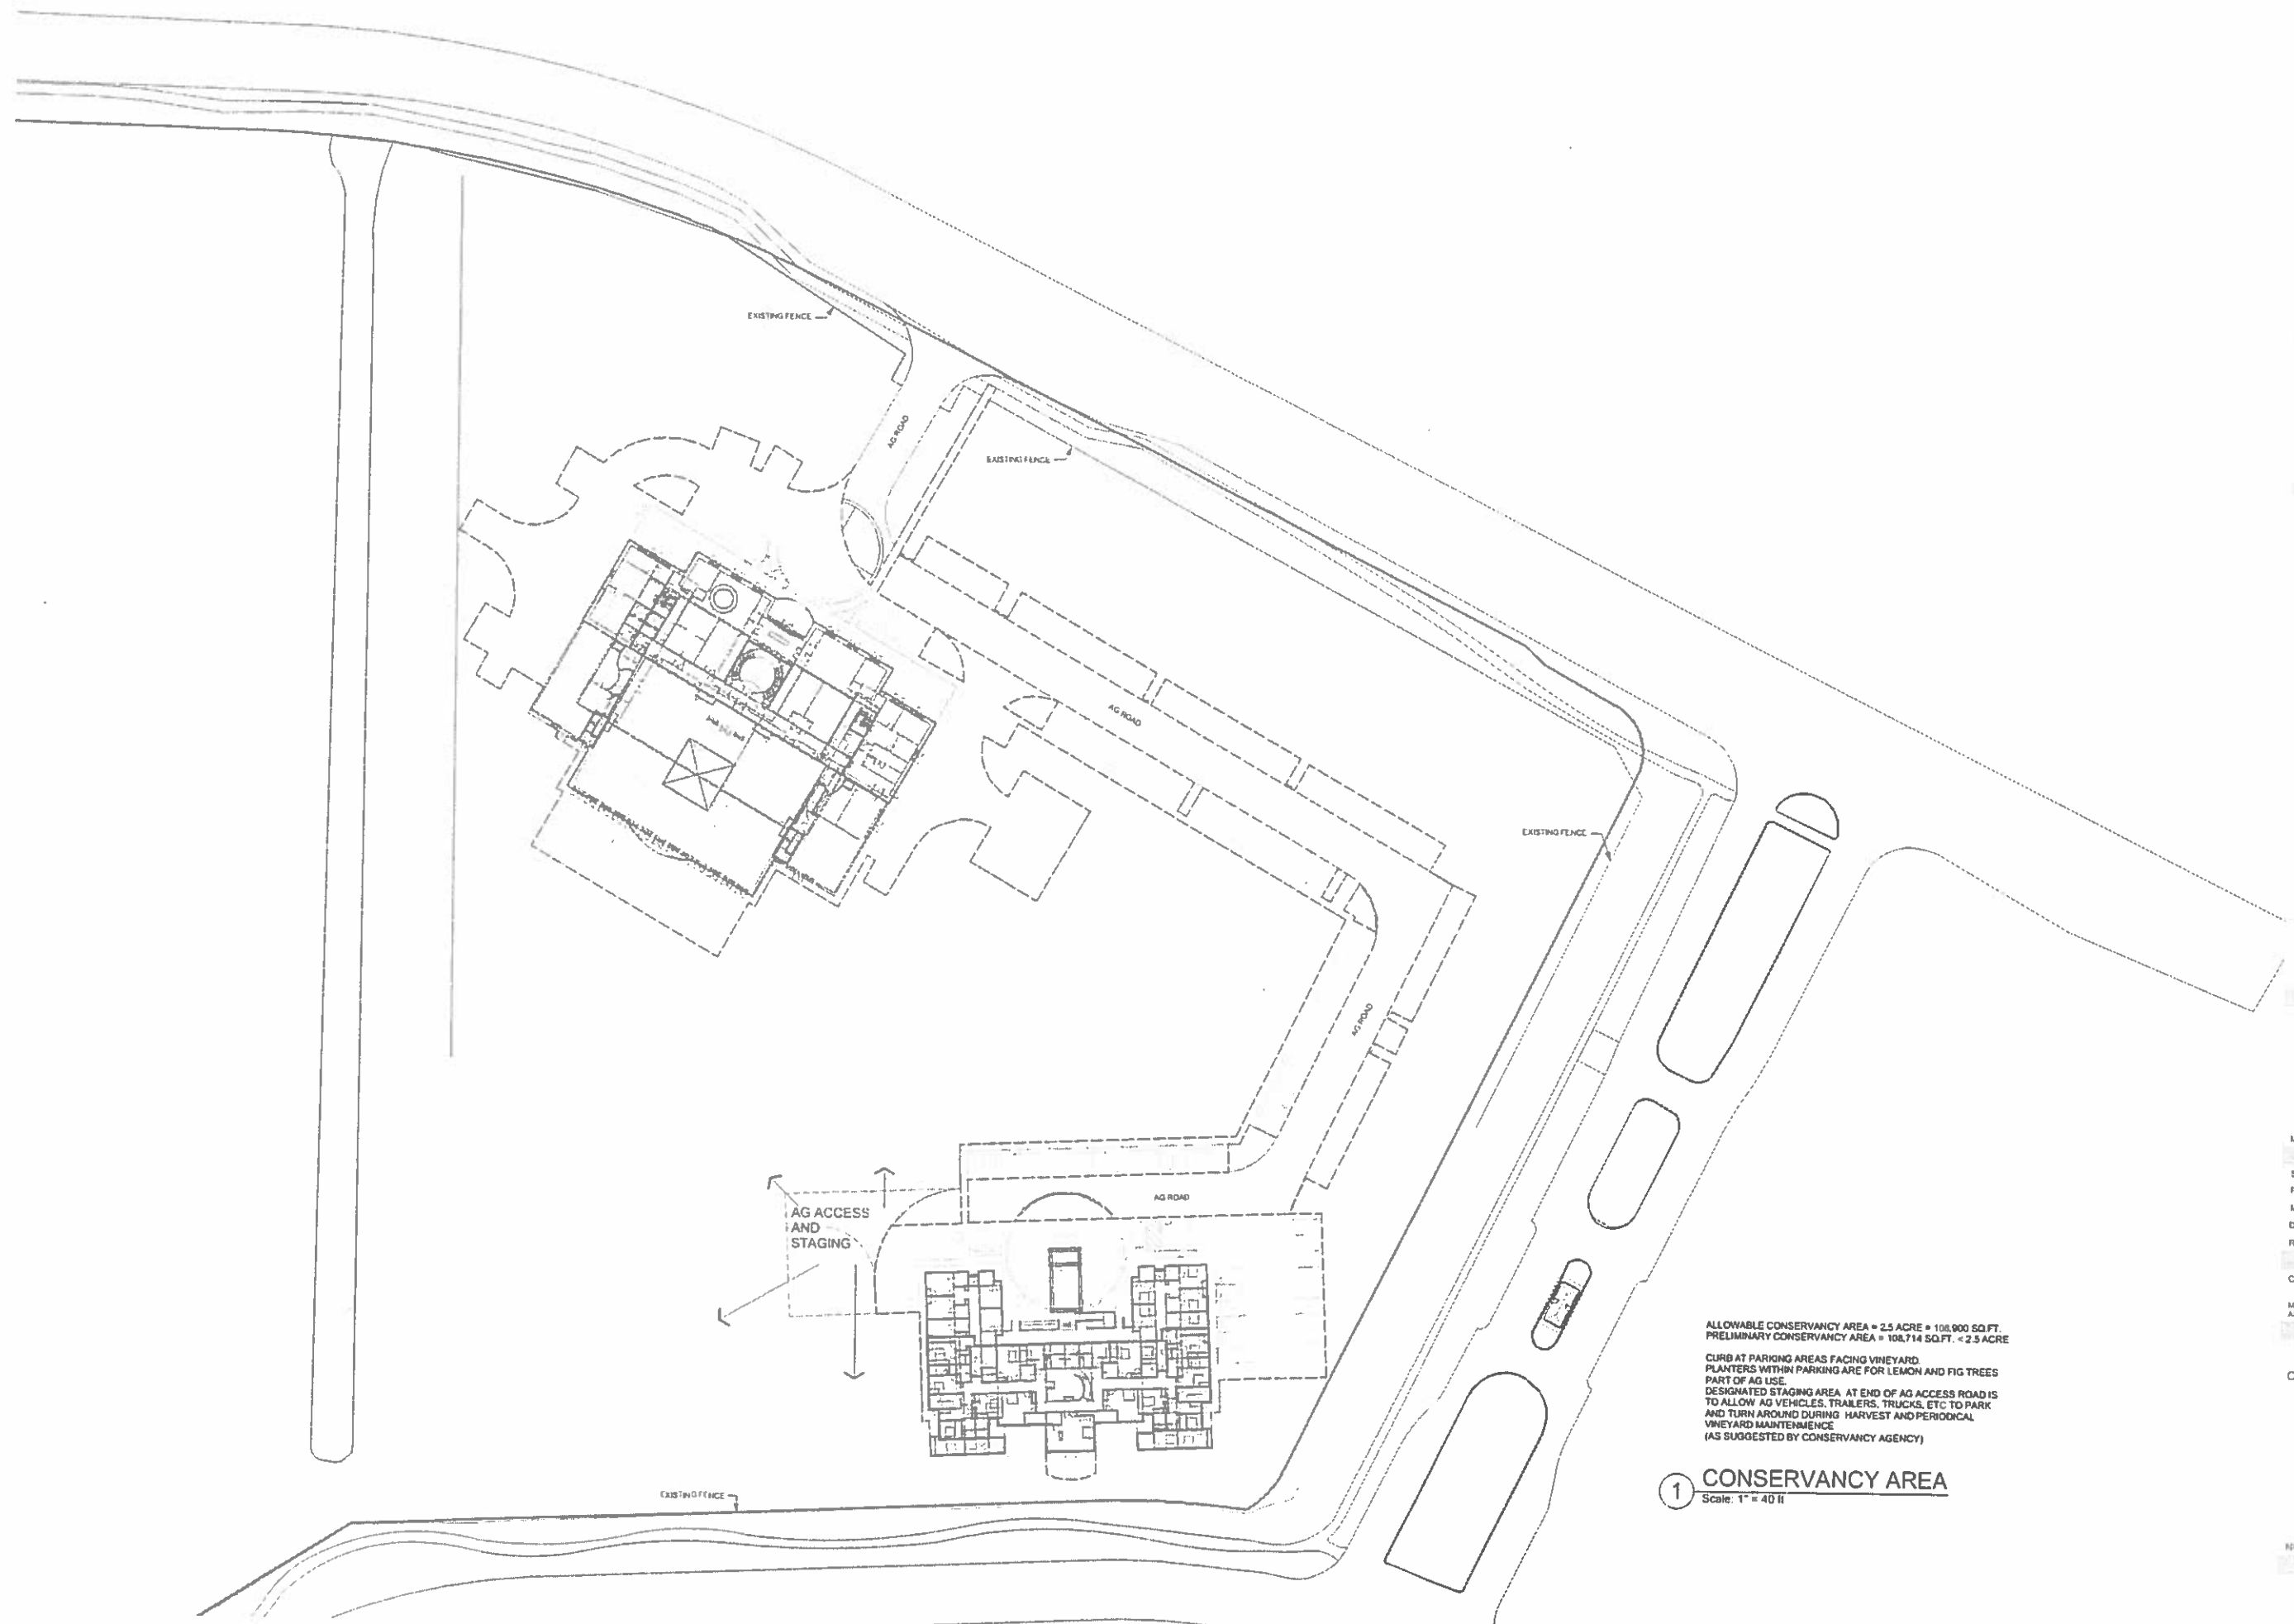 EXISTING FENCE
AG ROAD
EXISTING FENCE
AG ROAD
EXISTING FENCE
AG ROAD
AG ROAD
AG ACCESS
AND
STAGING
EXISTING FENCE
ALLOWABLE CONSERVANCY AREA = 2.5 ACRE = 108,900 SQ.FT.
PRELIMINARY CONSERVANCY AREA = 108,714 SQ.FT. < 2.5 ACRE
CURB AT PARKING AREAS FACING VINEYARD.
PLANTERS WITHIN PARKING ARE FOR LEMON AND FIG TREES
PART OF AG USE.
DESIGNATED STAGING AREA AT END OF AG ACCESS ROAD IS
TO ALLOW AG VEHICLES, TRAILERS, TRUCKS, ETC TO PARK
AND TURN AROUND DURING HARVEST AND PERIODICAL
VINEYARD MAINTENMENCE
(AS SUGGESTED BY CONSERVANCY AGENCY)
1 CONSERVANCY AREA
Scale: 1" = 40 ft